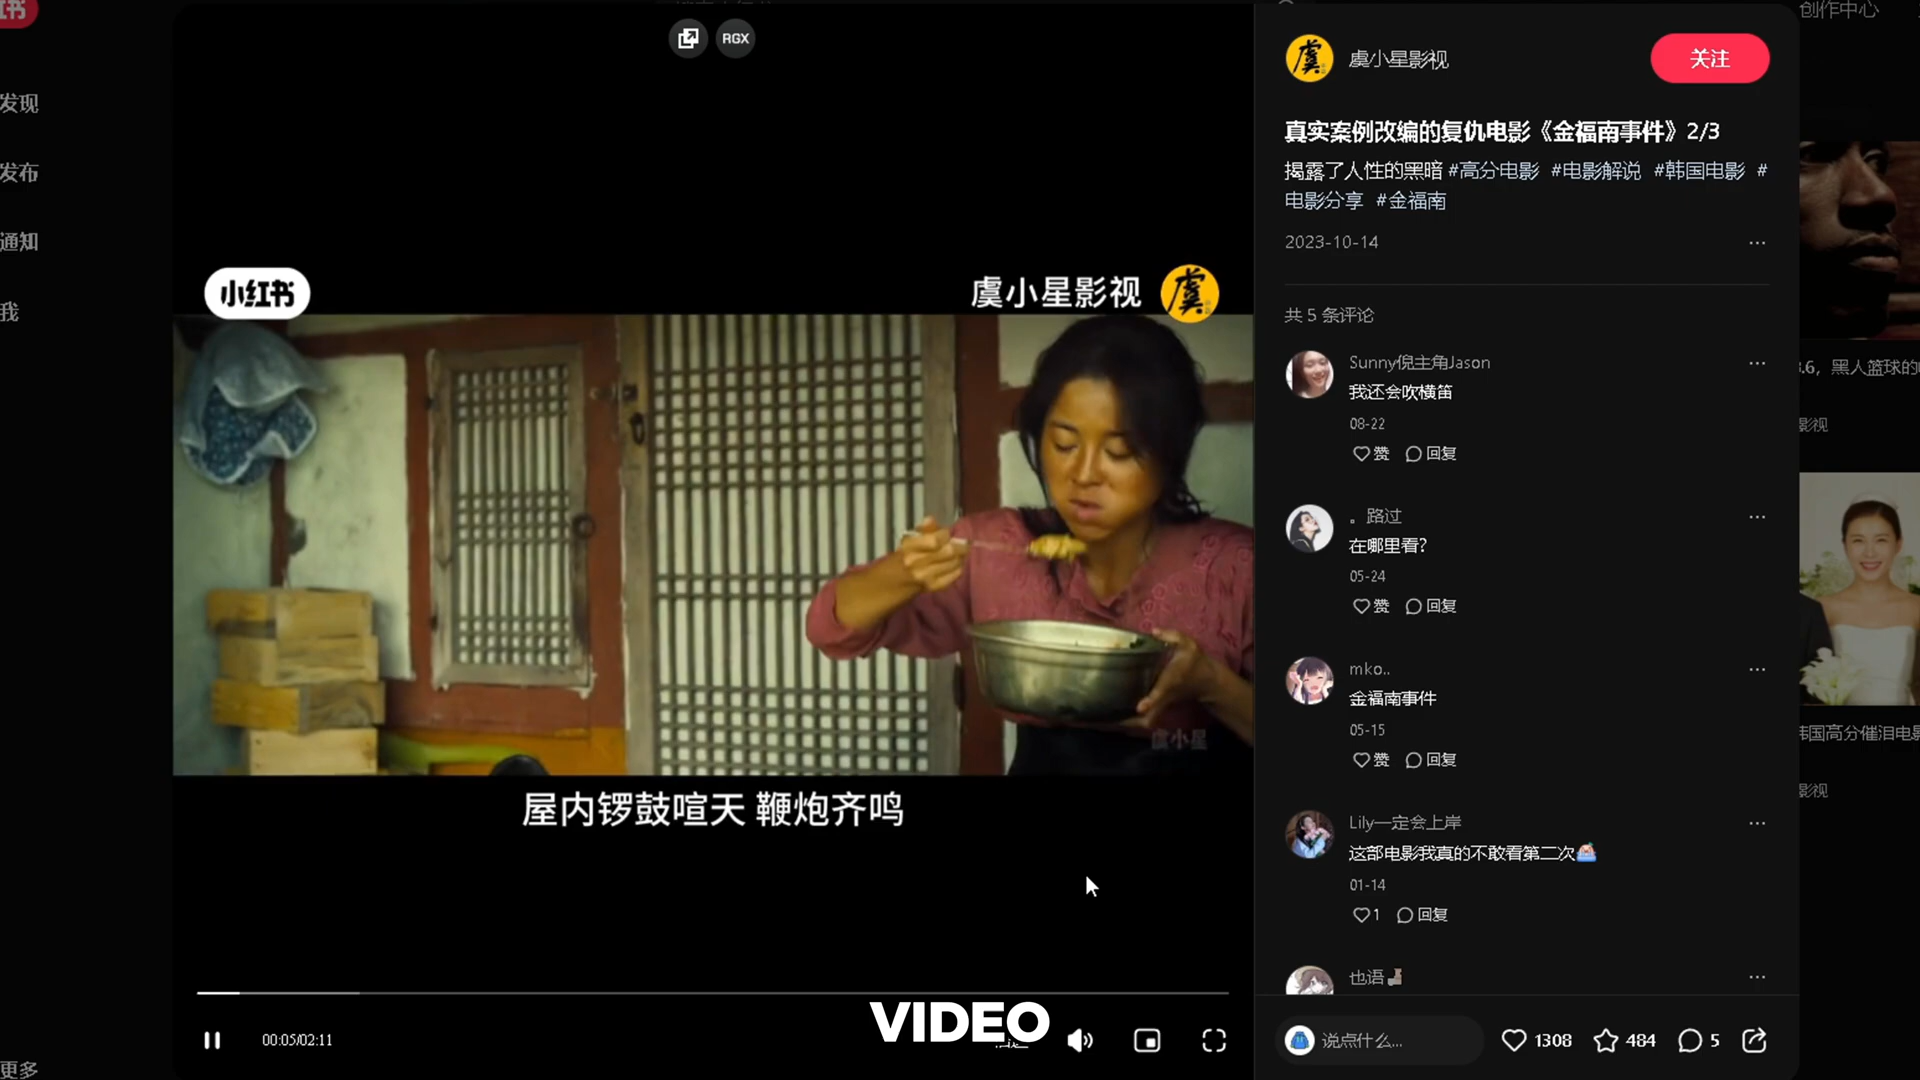 书
发现
发布
通知
我
更多
RGX
小红书
虞小星影视
虞小星
屋内锣鼓喧天 鞭炮齐鸣
VIDEO
00:05/02:11
虞小星影视
关注
真实案例改编的复仇电影《金福南事件》2/3
揭露了人性的黑暗 #高分电影 #电影解说 #韩国电影 #
电影分享 #金福南
2023-10-14
共 5 条评论
Sunny倪主角Jason
我还会吹横笛
08-22
赞 回复
。路过
在哪里看?
05-24
赞 回复
mko..
金福南事件
05-15
赞 回复
Lily一定会上岸
这部电影我真的不敢看第二次
01-14
1 回复
也语
说点什么...
1308 484 5
创作中心
8.6，黑人篮球的
影视
韩国高分催泪电影
影视